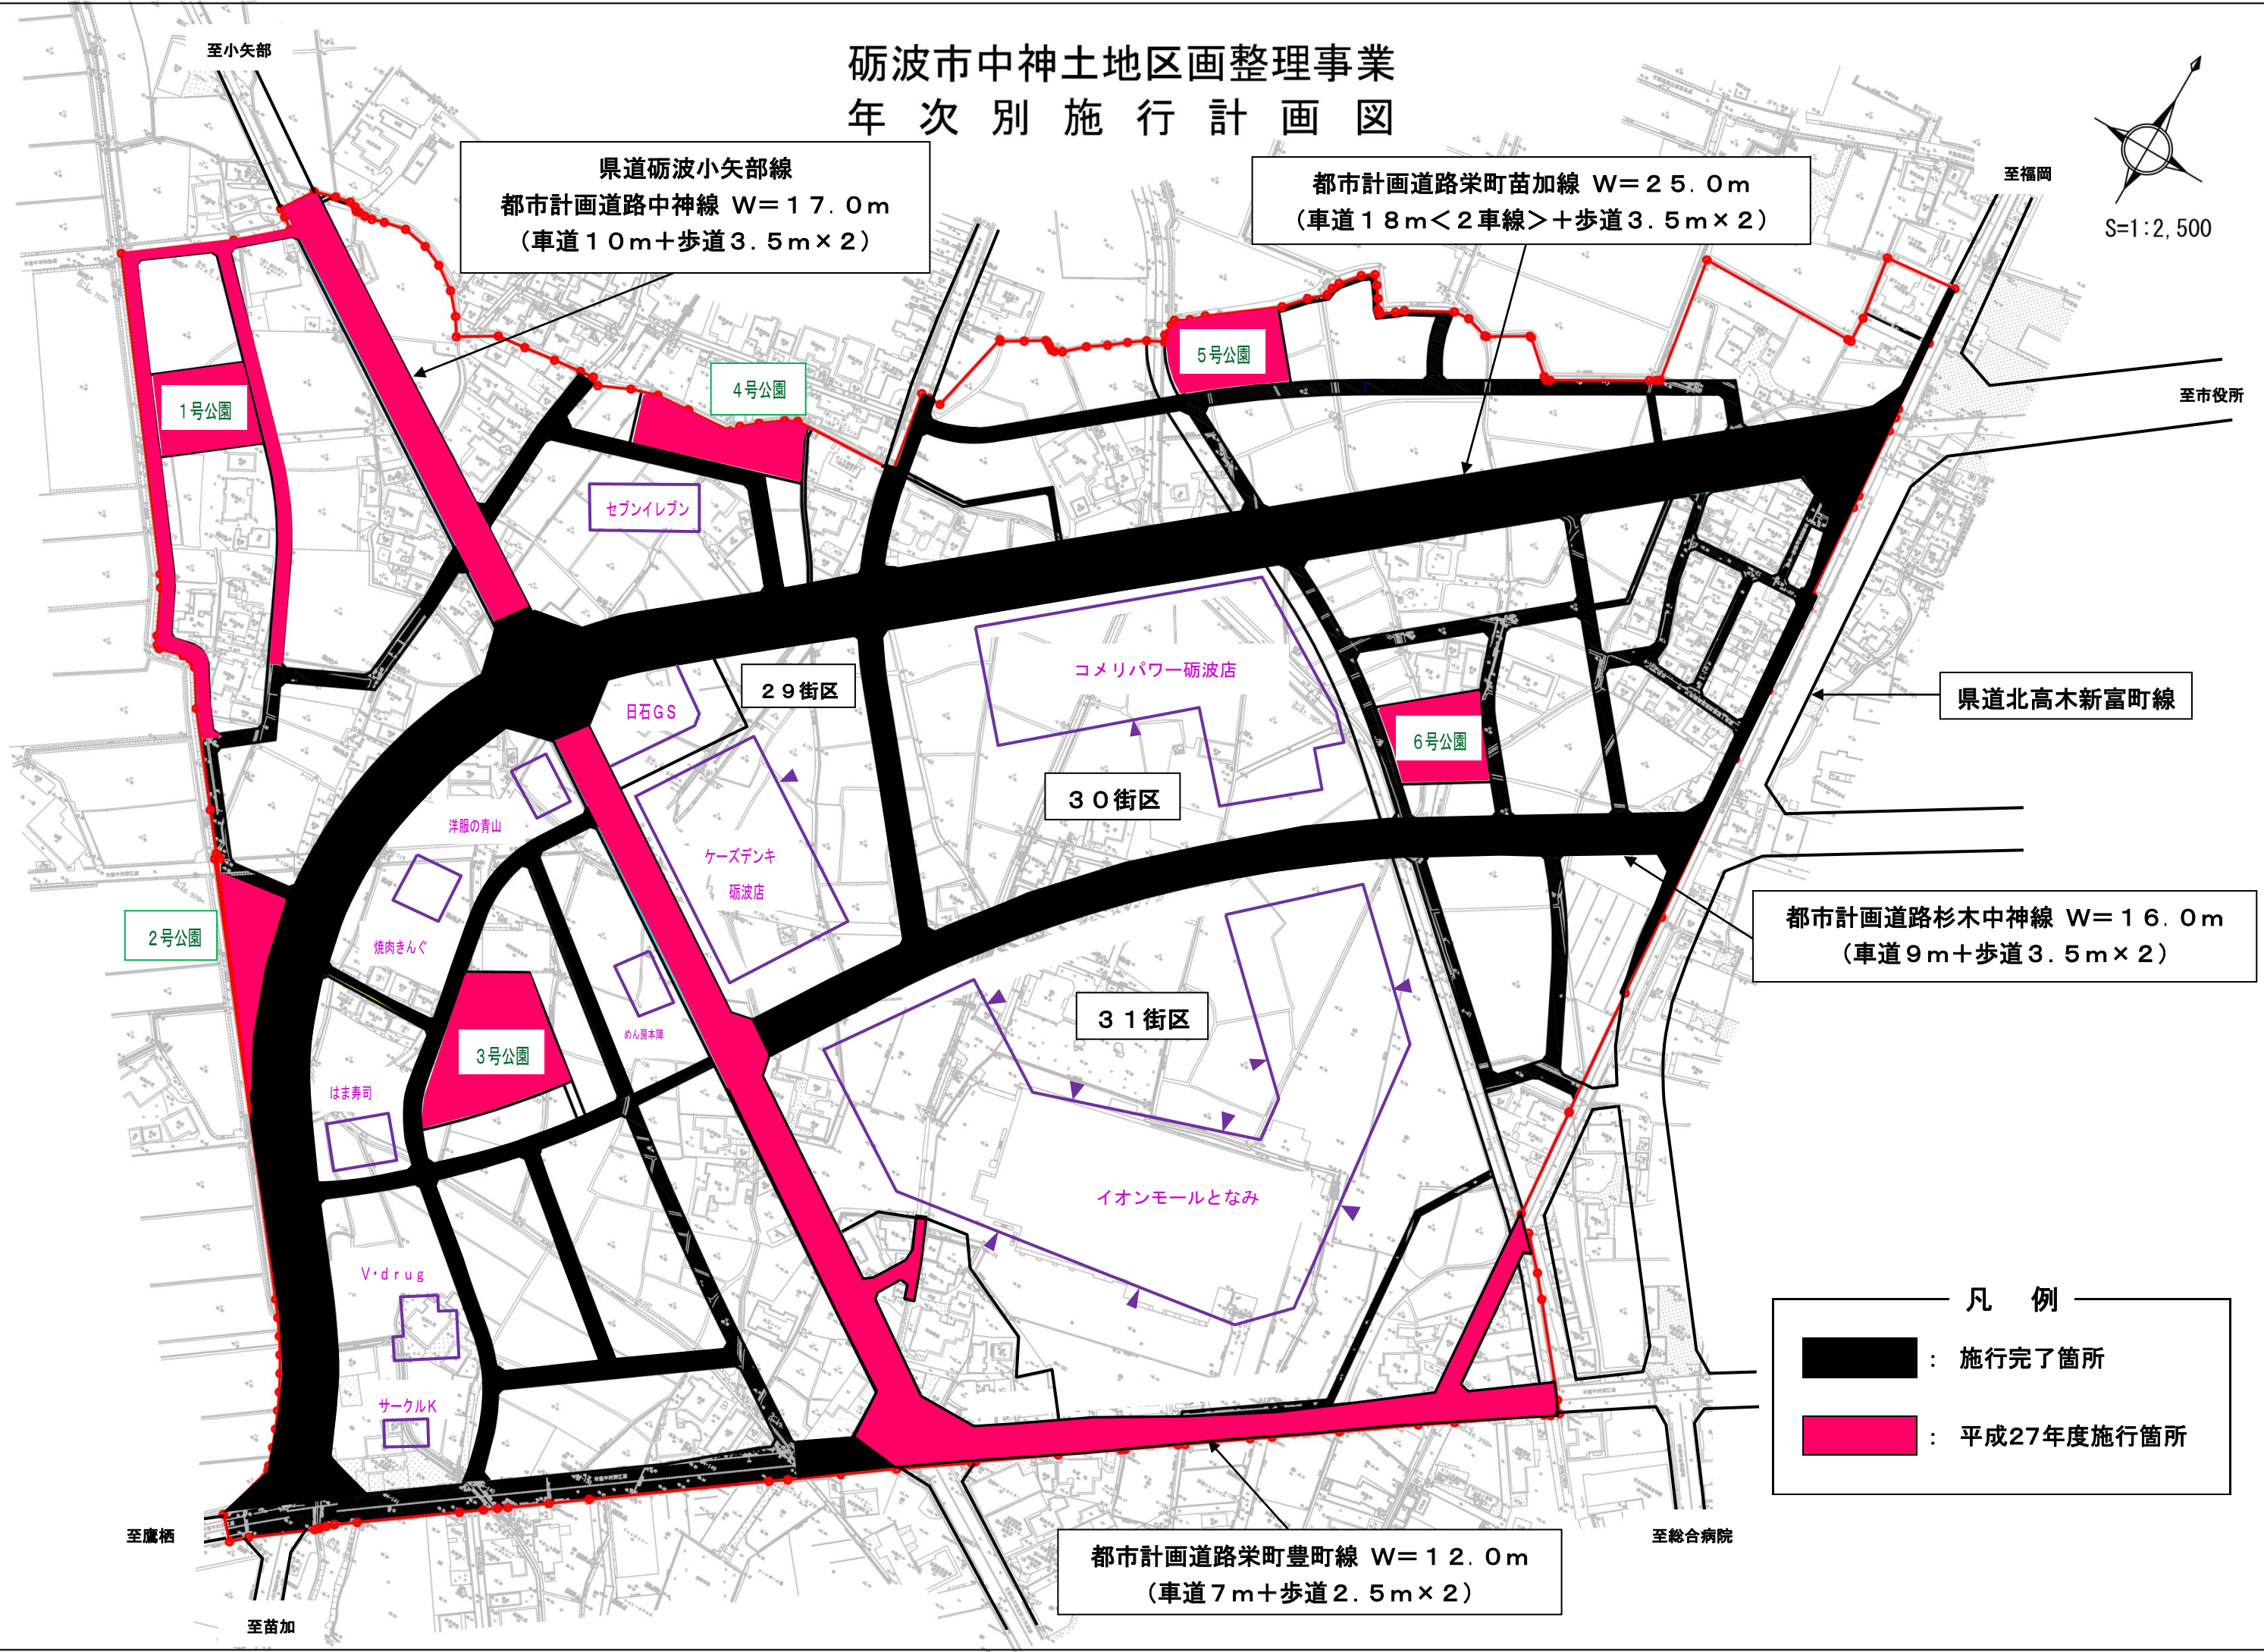 砺波市中神土地区画整理事業
年次別施行計画図
至小矢部
県道砺波小矢部線
都市計画道路中神線 W=17.0m
(車道10m+歩道3.5m×2)
都市計画道路栄町苗加線 W=25.0m
(車道18m<2車線>+歩道3.5m×2)
至福岡
S=1:2,500
至市役所
1号公園
4号公園
5号公園
セブンイレブン
コメリパワー砺波店
29街区
日石GS
6号公園
県道北高木新富町線
30街区
洋服の青山
ケーズデンキ
砺波店
2号公園
焼肉きんぐ
都市計画道路杉木中神線 W=16.0m
(車道9m+歩道3.5m×2)
31街区
めん房本陣
3号公園
はま寿司
イオンモールとなみ
V・drug
サークルK
凡 例
: 施行完了箇所
: 平成27年度施行箇所
至鷹栖
至総合病院
都市計画道路栄町豊町線 W=12.0m
(車道7m+歩道2.5m×2)
至苗加